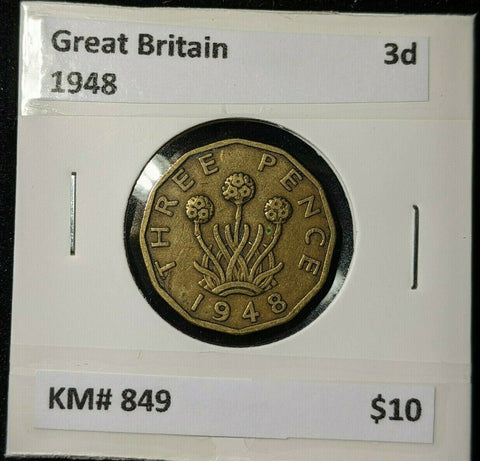 Great Britain 3d
1948
THREE PENCE
1948
KM# 849 $10